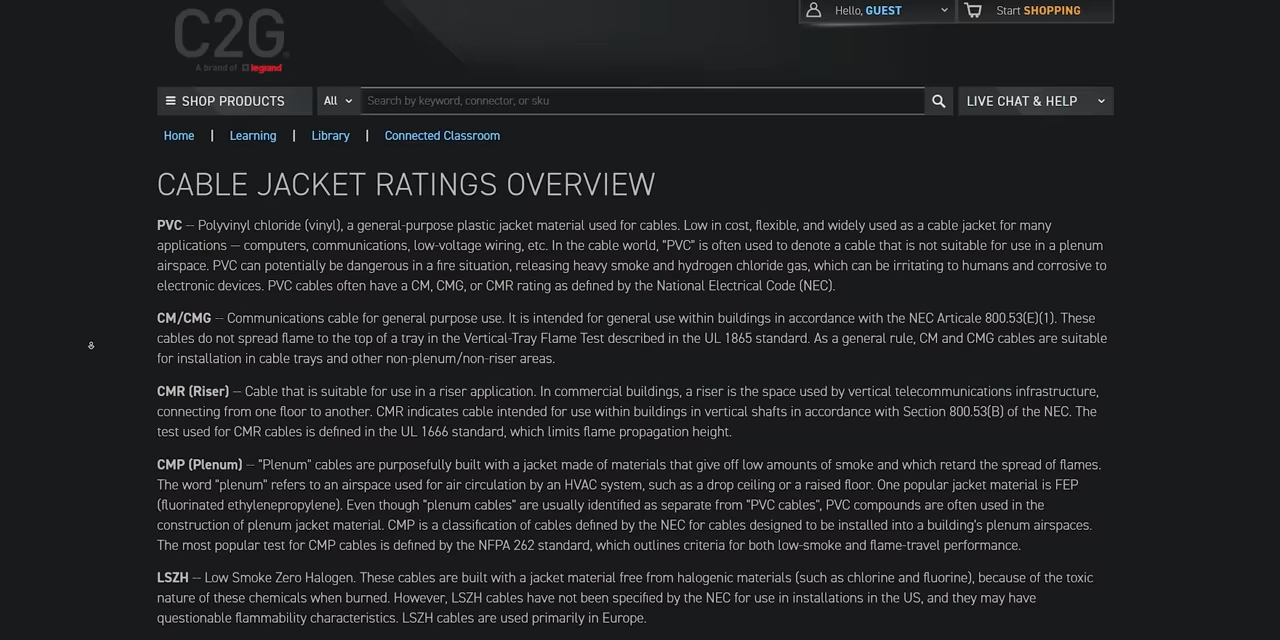 C2G
A brand of legrand
Hello, GUEST
Start SHOPPING
SHOP PRODUCTS
All
Search by keyword, connector, or sku
LIVE CHAT & HELP
Home | Learning | Library | Connected Classroom
CABLE JACKET RATINGS OVERVIEW
PVC -- Polyvinyl chloride (vinyl), a general-purpose plastic jacket material used for cables. Low in cost, flexible, and widely used as a cable jacket for many
applications — computers, communications, low-voltage wiring, etc. In the cable world, "PVC" is often used to denote a cable that is not suitable for use in a plenum
airspace. PVC can potentially be dangerous in a fire situation, releasing heavy smoke and hydrogen chloride gas, which can be irritating to humans and corrosive to
electronic devices. PVC cables often have a CM, CMG, or CMR rating as defined by the National Electrical Code (NEC).
CM/CMG -- Communications cable for general purpose use. It is intended for general use within buildings in accordance with the NEC Articale 800.53(E)(1). These
cables do not spread flame to the top of a tray in the Vertical-Tray Flame Test described in the UL 1865 standard. As a general rule, CM and CMG cables are suitable
for installation in cable trays and other non-plenum/non-riser areas.
CMR (Riser) -- Cable that is suitable for use in a riser application. In commercial buildings, a riser is the space used by vertical telecommunications infrastructure,
connecting from one floor to another. CMR indicates cable intended for use within buildings in vertical shafts in accordance with Section 800.53(B) of the NEC. The
test used for CMR cables is defined in the UL 1666 standard, which limits flame propagation height.
CMP (Plenum) -- "Plenum" cables are purposefully built with a jacket made of materials that give off low amounts of smoke and which retard the spread of flames.
The word "plenum" refers to an airspace used for air circulation by an HVAC system, such as a drop ceiling or a raised floor. One popular jacket material is FEP
(fluorinated ethylenepropylene). Even though "plenum cables" are usually identified as separate from "PVC cables", PVC compounds are often used in the
construction of plenum jacket material. CMP is a classification of cables defined by the NEC for cables designed to be installed into a building's plenum airspaces.
The most popular test for CMP cables is defined by the NFPA 262 standard, which outlines criteria for both low-smoke and flame-travel performance.
LSZH -- Low Smoke Zero Halogen. These cables are built with a jacket material free from halogenic materials (such as chlorine and fluorine), because of the toxic
nature of these chemicals when burned. However, LSZH cables have not been specified by the NEC for use in installations in the US, and they may have
questionable flammability characteristics. LSZH cables are used primarily in Europe.